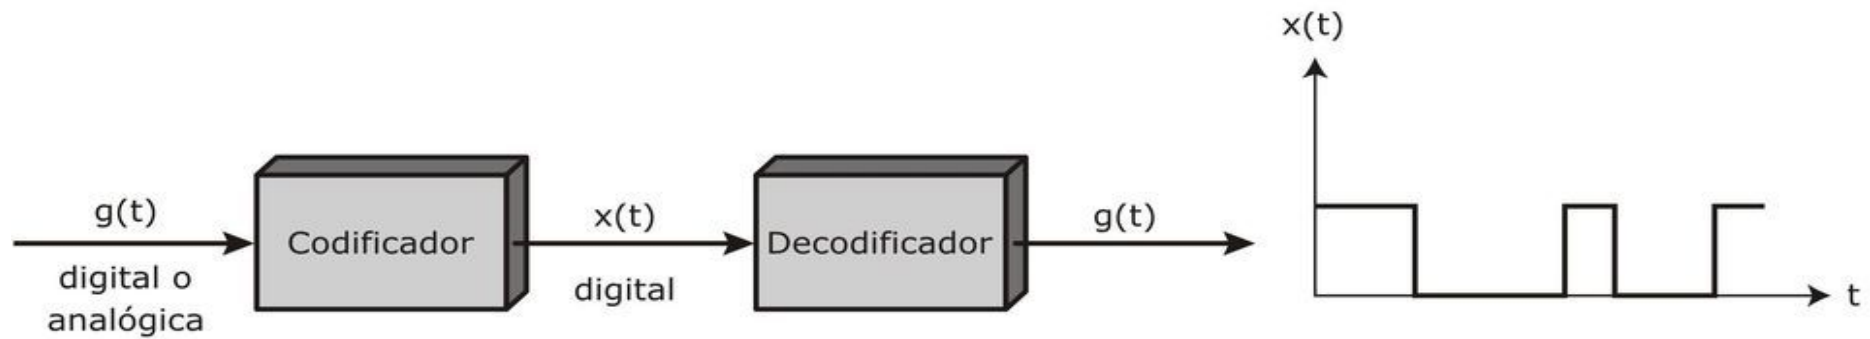 g(t)
digital o
analógica
Codificador
x(t)
digital
Decodificador
g(t)
x(t)
t